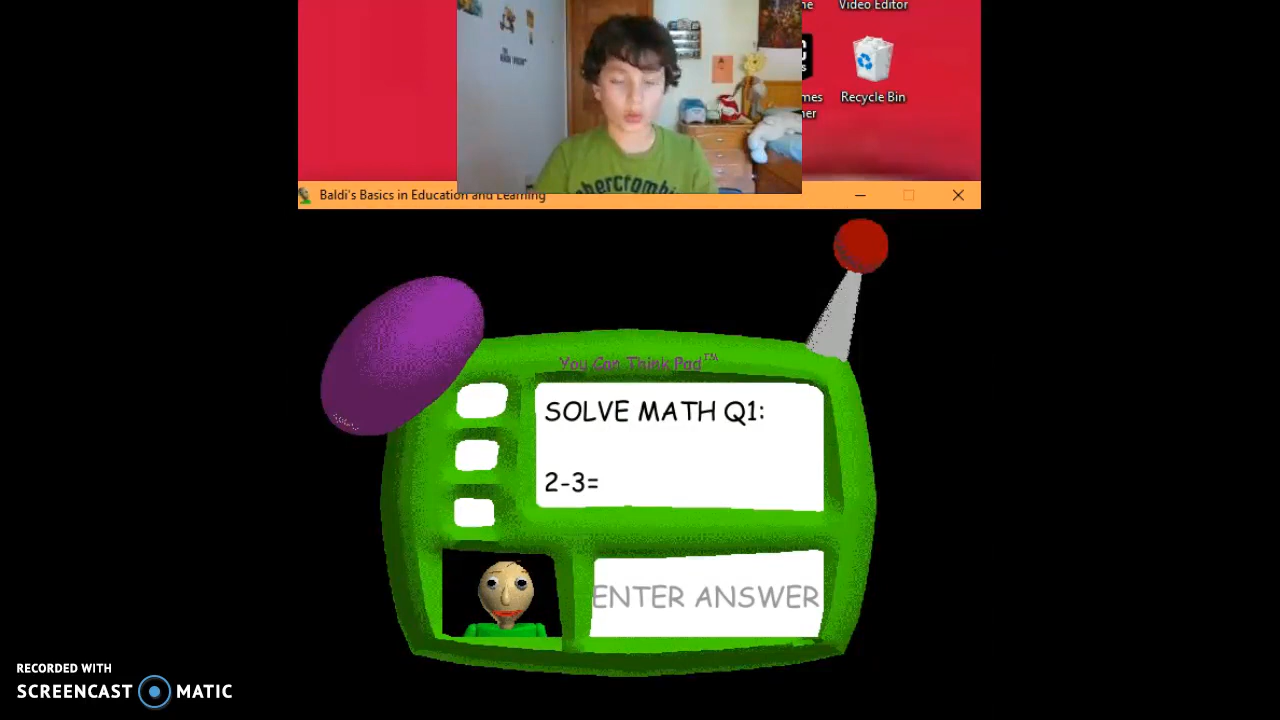 Video Editor
Recycle Bin
Baldi's Basics in Education and Learning
You Can Think Pad™
SOLVE MATH Q1:
2-3=
ENTER ANSWER
RECORDED WITH
SCREENCAST MATIC